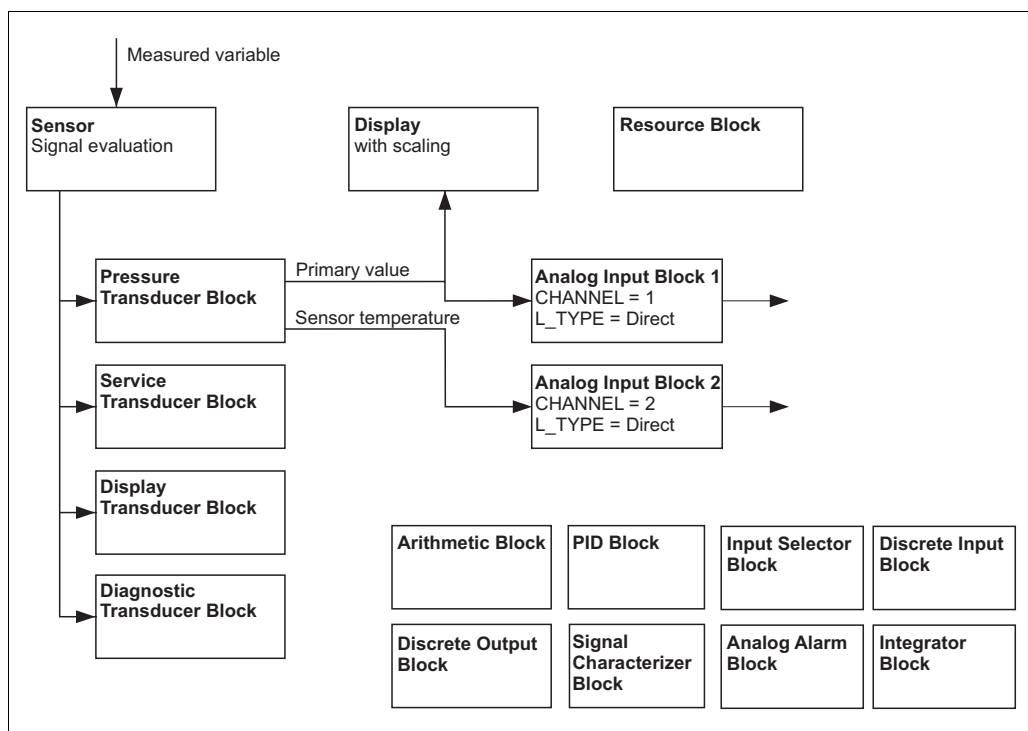 Measured variable
Sensor
Signal evaluation
Display
with scaling
Resource Block
Pressure
Transducer Block
Primary value
Sensor temperature
Analog Input Block 1
CHANNEL = 1
L_TYPE = Direct
Service
Transducer Block
Analog Input Block 2
CHANNEL = 2
L_TYPE = Direct
Display
Transducer Block
Diagnostic
Transducer Block
Arithmetic Block
PID Block
Input Selector
Block
Discrete Input
Block
Discrete Output
Block
Signal
Characterizer
Block
Analog Alarm
Block
Integrator
Block